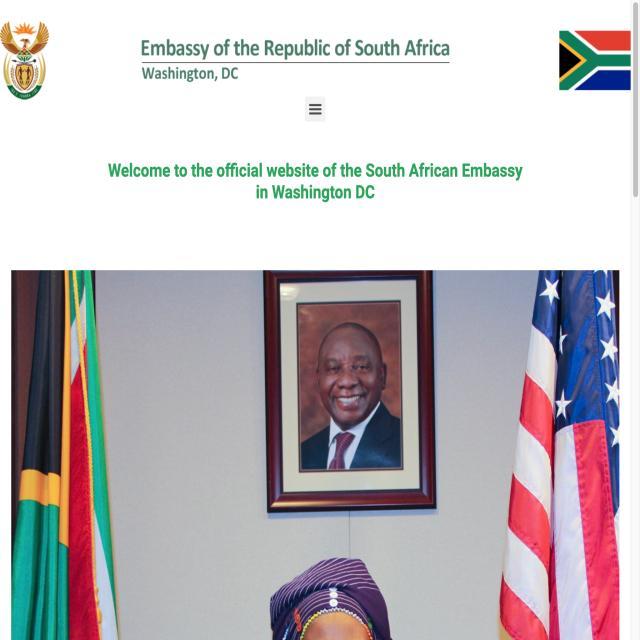 Embassy of the Republic of South Africa
Washington, DC
Welcome to the official website of the South African Embassy
in Washington DC